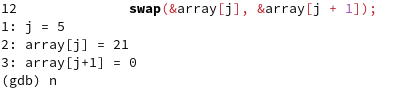 12              swap(&array[j], &array[j + 1]);
1: j = 5
2: array[j] = 21
3: array[j+1] = 0
(gdb) n